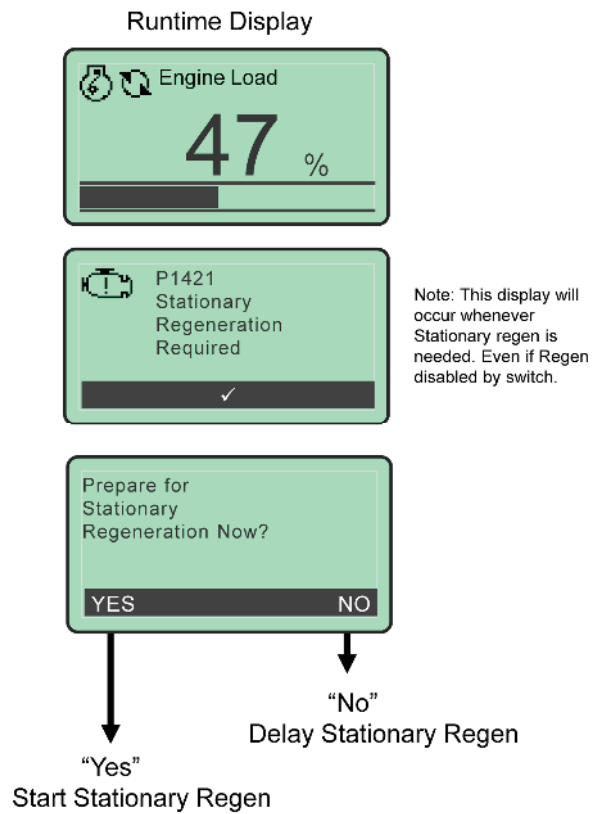 Runtime Display
Engine Load
47 %
P1421
Stationary
Regeneration
Required
✓
Note: This display will
occur whenever
Stationary regen is
needed. Even if Regen
disabled by switch.
Prepare for
Stationary
Regeneration Now?
YES NO
“No”
Delay Stationary Regen
“Yes”
Start Stationary Regen